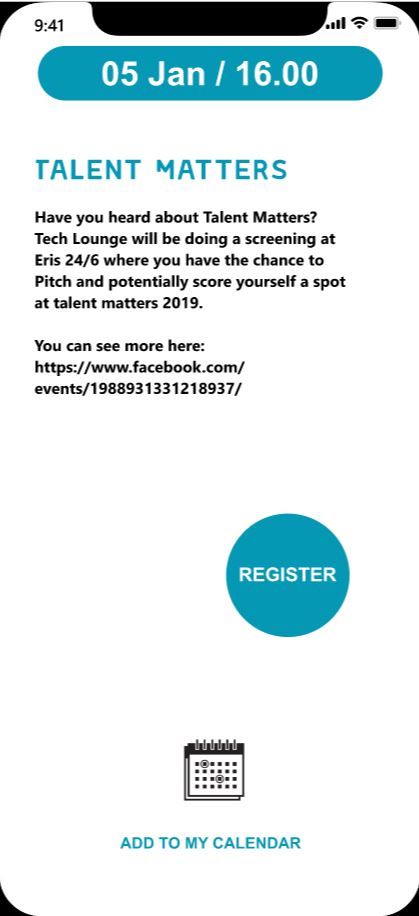 9:41
05 Jan / 16.00
TALENT MATTERS
Have you heard about Talent Matters?
Tech Lounge will be doing a screening at
Eris 24/6 where you have the chance to
Pitch and potentially score yourself a spot
at talent matters 2019.
You can see more here:
https://www.facebook.com/
events/1988931331218937/
REGISTER
ADD TO MY CALENDAR